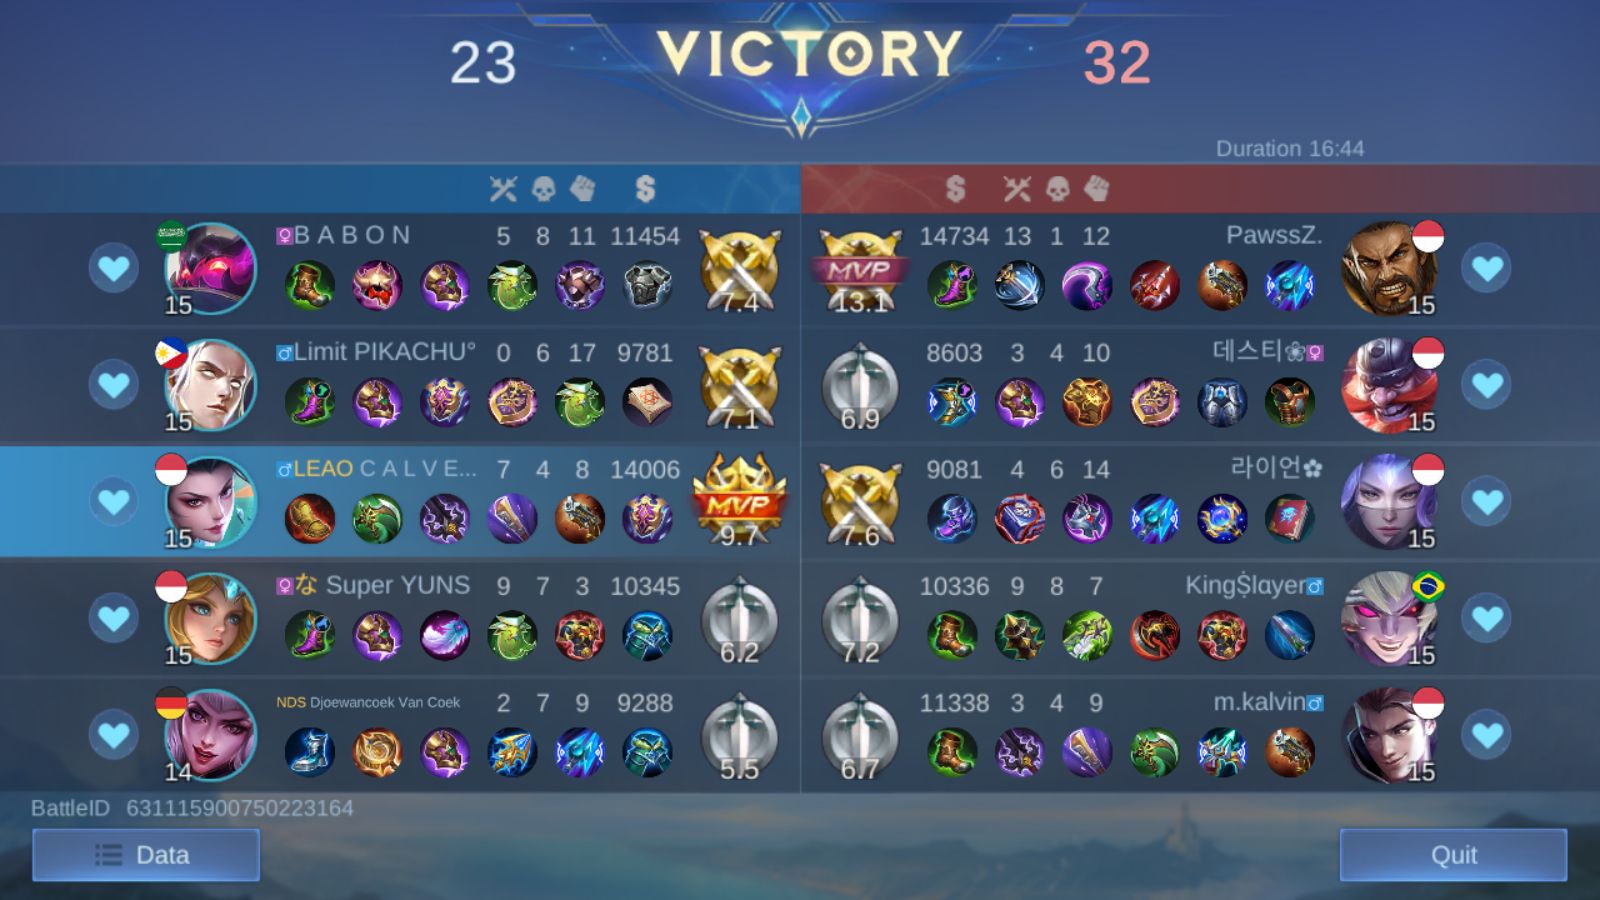 VICTORY
23
32
Duration 16:44
B A B O N 5 8 11 11454
15
7.4
MVP
13.1
14734 13 1 12 PawssZ.
15
Limit PIKACHU° 0 6 17 9781
15
7.1
6.9
8603 3 4 10 데스티❀
15
LEAO C A L V E... 7 4 8 14006
15
MVP
9.7
7.6
9081 4 6 14 라이언✿
15
な Super YUNS 9 7 3 10345
15
6.2
7.2
10336 9 8 7 King$lαyer
15
NDS Djoewancoek Van Coek 2 7 9 9288
14
5.5
6.7
11338 3 4 9 m.kalvin
15
BattleID 631115900750223164
Data
Quit